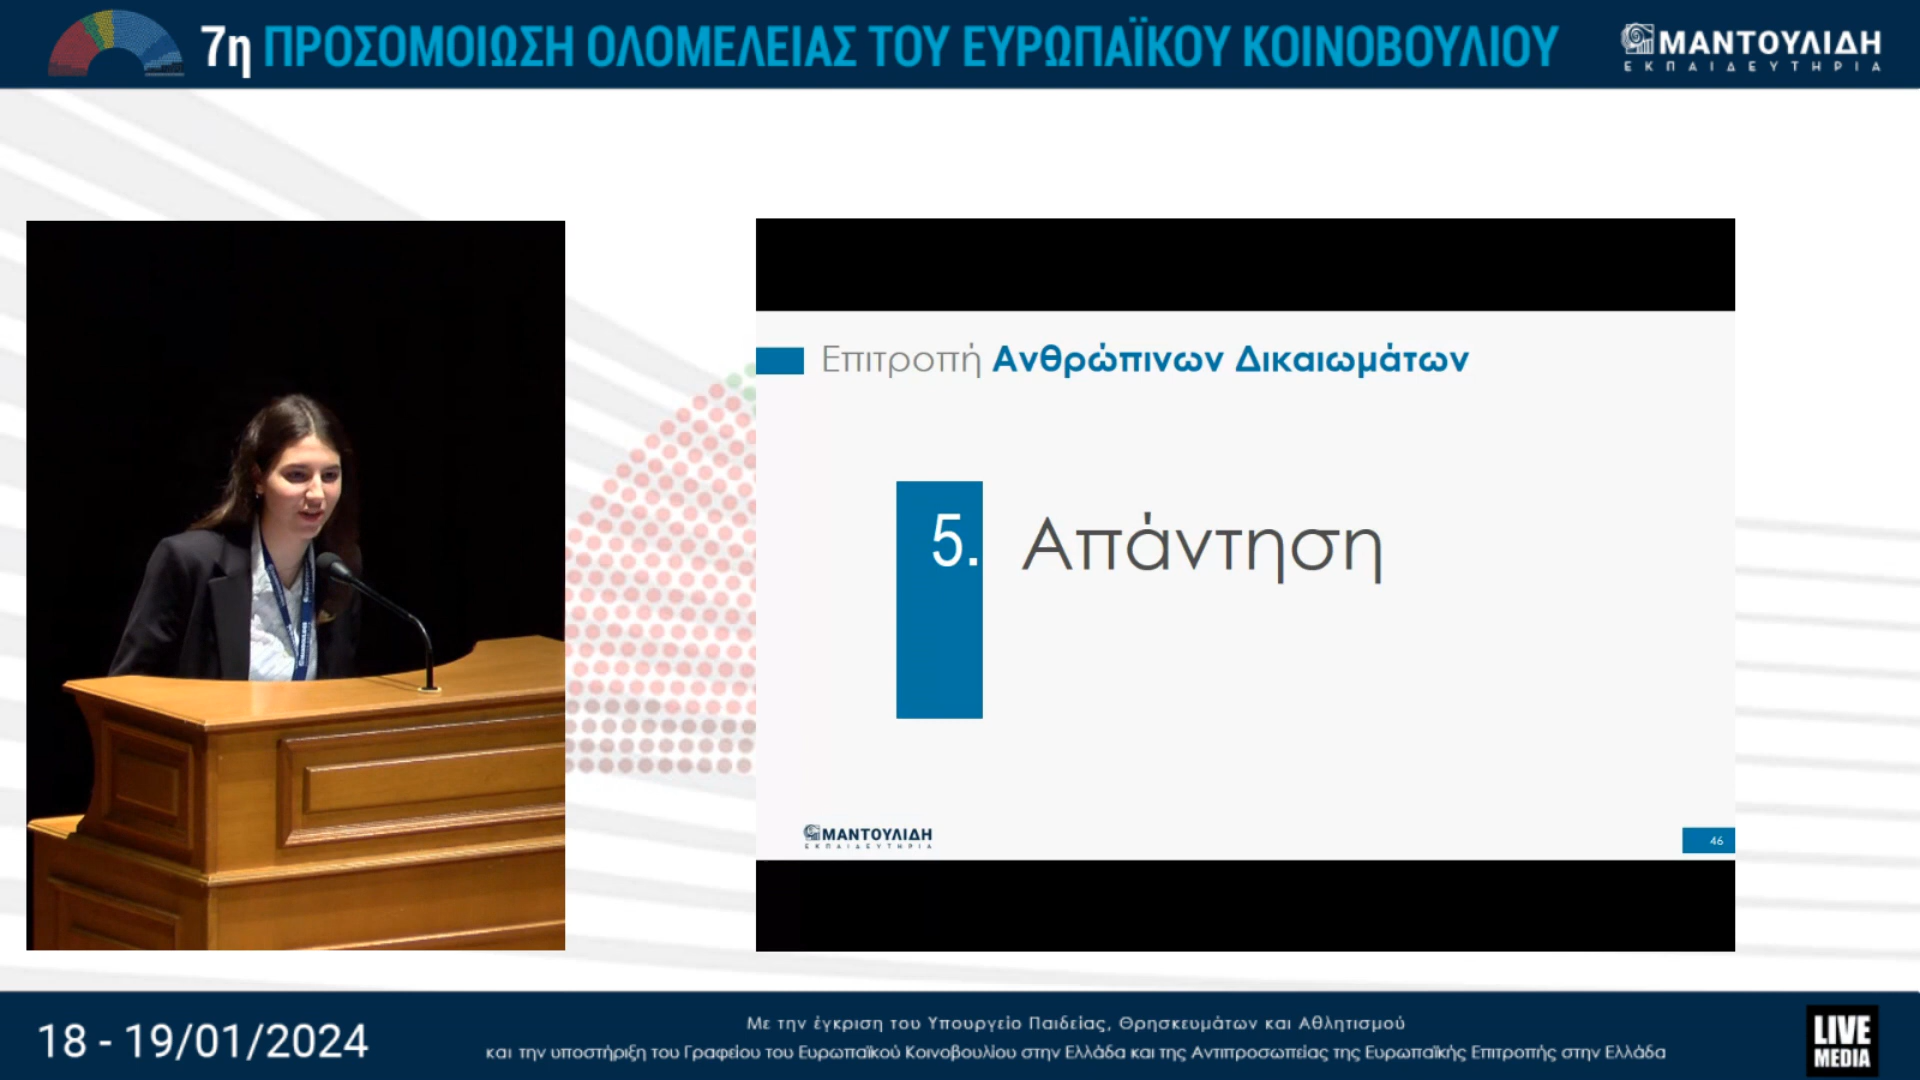 7η ΠΡΟΣΟΜΟΙΩΣΗ ΟΛΟΜΕΛΕΙΑΣ ΤΟΥ ΕΥΡΩΠΑΪΚΟΥ ΚΟΙΝΟΒΟΥΛΙΟΥ
ΜΑΝΤΟΥΛΙΔΗ
ΕΚΠΑΙΔΕΥΤΗΡΙΑ
Επιτροπή Ανθρώπινων Δικαιωμάτων
5. Απάντηση
ΜΑΝΤΟΥΛΙΔΗ
ΕΚΠΑΙΔΕΥΤΗΡΙΑ
46
18 - 19/01/2024
Με την έγκριση του Υπουργείο Παιδείας, Θρησκευμάτων και Αθλητισμού
και την υποστήριξη του Γραφείου του Ευρωπαϊκού Κοινοβουλίου στην Ελλάδα και της Αντιπροσωπείας της Ευρωπαϊκής Επιτροπής στην Ελλάδα
LIVE
MEDIA